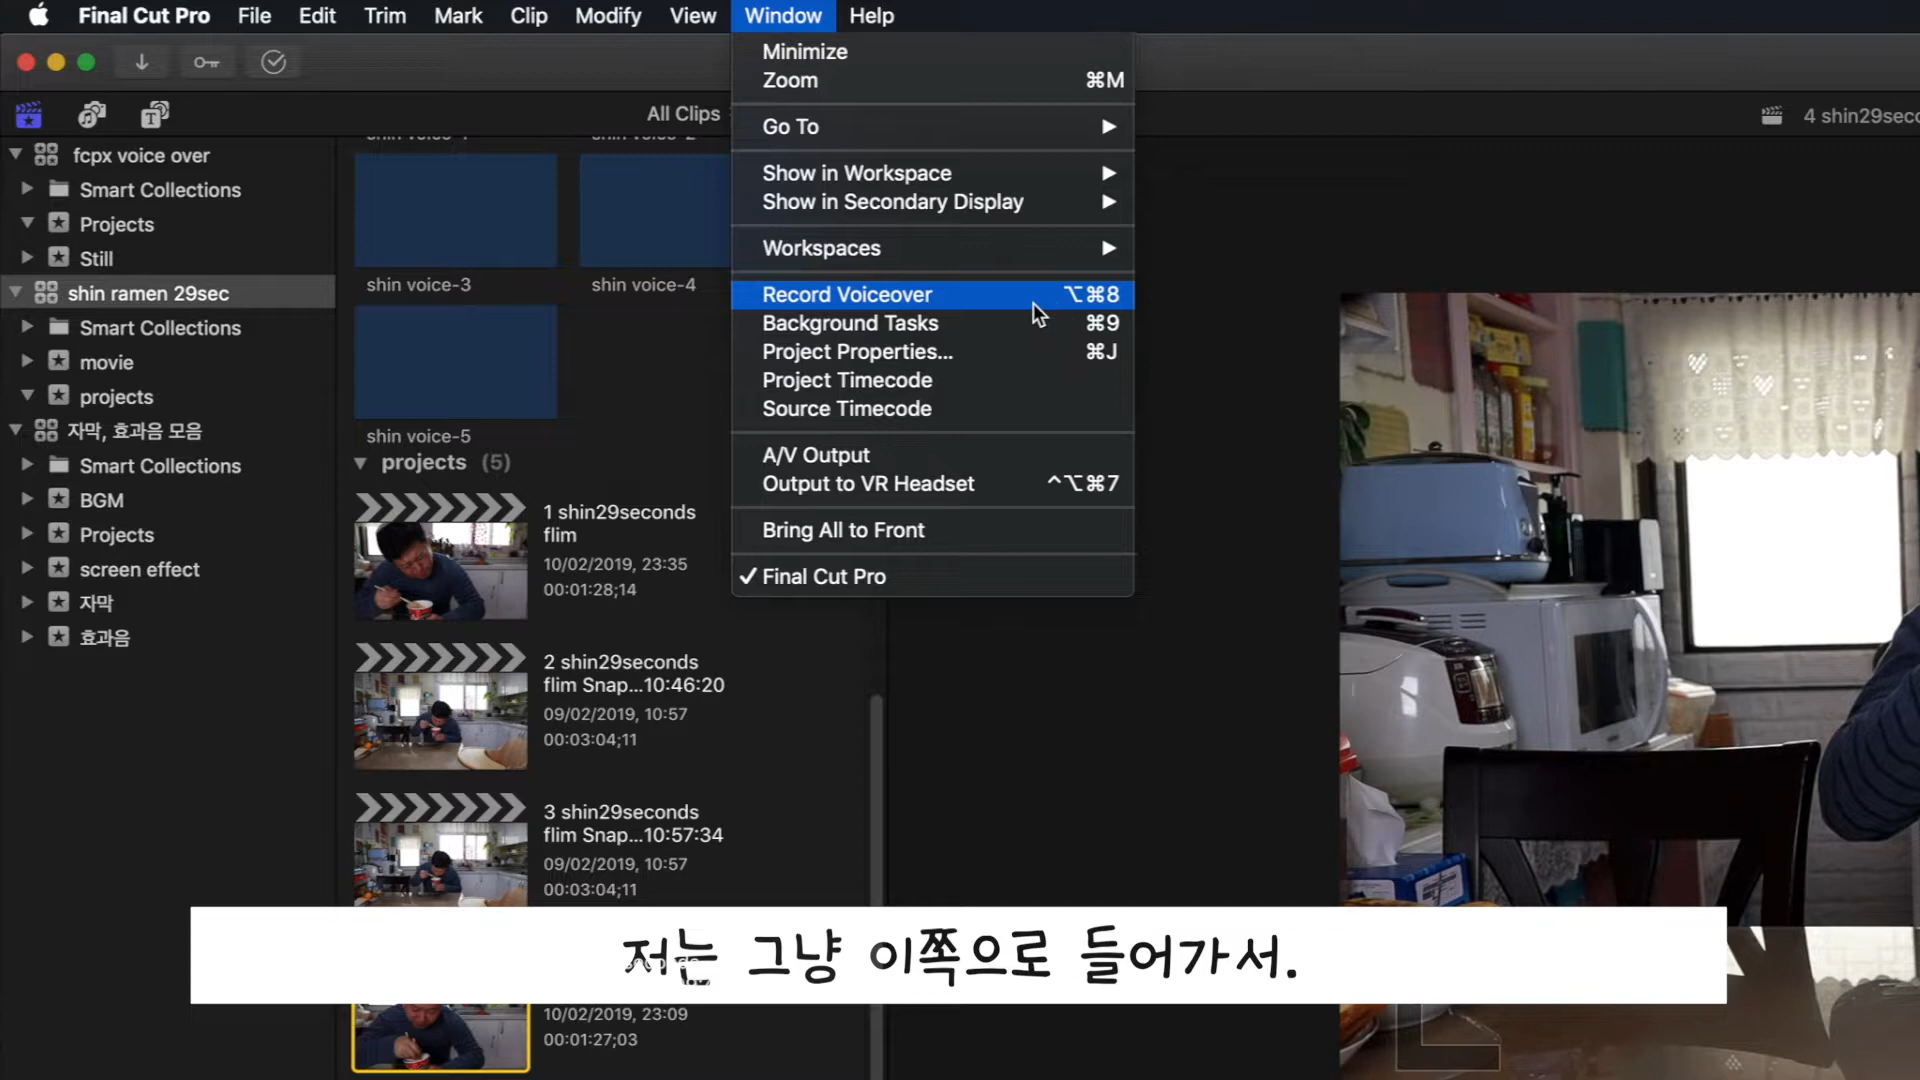 Final Cut Pro File Edit Trim Mark Clip Modify View Window Help
Minimize
Zoom ⌘M
Go To
Show in Workspace
Show in Secondary Display
Workspaces
Record Voiceover ⌥⌘8
Background Tasks ⌘9
Project Properties... ⌘J
Project Timecode
Source Timecode
A/V Output
Output to VR Headset ^⌥⌘7
Bring All to Front
✓ Final Cut Pro
All Clips
fcpx voice over
Smart Collections
Projects
Still
shin ramen 29sec
Smart Collections
movie
projects
자막, 효과음 모음
Smart Collections
BGM
Projects
screen effect
자막
효과음
shin voice-3
shin voice-4
shin voice-5
projects (5)
1 shin29seconds
flim
10/02/2019, 23:35
00:01:28;14
2 shin29seconds
flim Snap...10:46:20
09/02/2019, 10:57
00:03:04;11
3 shin29seconds
flim Snap...10:57:34
09/02/2019, 10:57
00:03:04;11
10/02/2019, 23:09
00:01:27;03
저는 그냥 이쪽으로 들어가서.